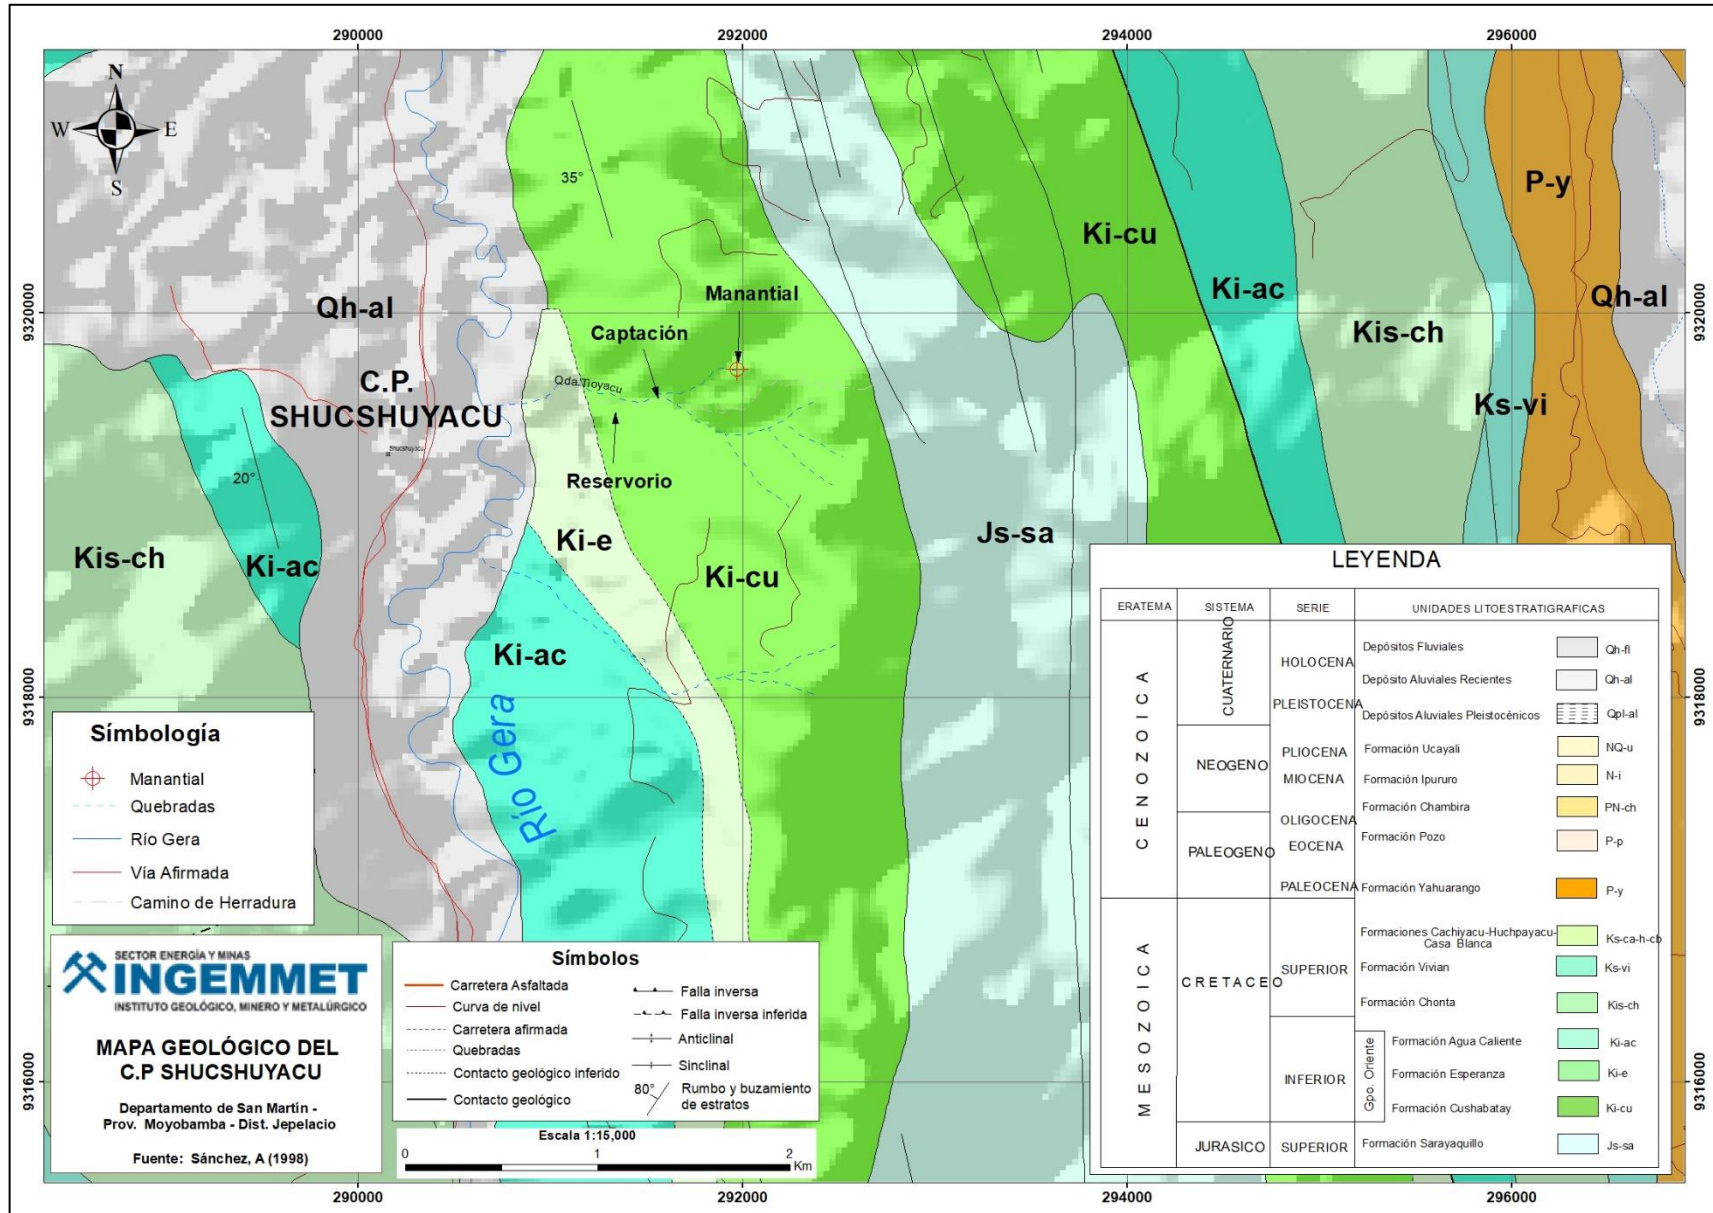 290000
292000
294000
296000
N
W
E
S
9320000
9318000
9316000
9320000
9318000
9316000
35°
Ki-cu
P-y
Ki-ac
Qh-al
Qh-al
Manantial
Captación
Kis-ch
Qda. Tioyacu
C.P.
SHUCSHUYACU
Shucshuyacu
Ks-vi
20°
Reservorio
Ki-e
Js-sa
Kis-ch
Ki-ac
Ki-cu
Ki-ac
Río Gera
LEYENDA
ERATEMA
SISTEMA
SERIE
UNIDADES LITOESTRATIGRAFICAS
CENOZOICA
CUATERNARIO
HOLOCENA
Depósitos Fluviales
Qh-fl
Depósito Aluviales Recientes
Qh-al
PLEISTOCENA
Depósitos Aluviales Pleistocénicos
Qpl-al
NEOGENO
PLIOCENA
Formación Ucayali
NQ-u
MIOCENA
Formación Ipururo
N-i
Formación Chambira
PN-ch
PALEOGENO
OLIGOCENA
EOCENA
Formación Pozo
P-p
PALEOCENA
Formación Yahuarango
P-y
MESOZOICA
CRETACEO
SUPERIOR
Formaciones Cachiyacu-Huchpayacu-
Casa Blanca
Ks-ca-h-cb
Formación Vivian
Ks-vi
Formación Chonta
Kis-ch
INFERIOR
Gpo. Oriente
Formación Agua Caliente
Ki-ac
Formación Esperanza
Ki-e
Formación Cushabatay
Ki-cu
JURASICO
SUPERIOR
Formación Sarayaquillo
Js-sa
Símbología
Manantial
Quebradas
Río Gera
Vía Afirmada
Camino de Herradura
SECTOR ENERGÍA Y MINAS
INGEMMET
INSTITUTO GEOLÓGICO, MINERO Y METALÚRGICO
MAPA GEOLÓGICO DEL
C.P SHUCSHUYACU
Departamento de San Martín -
Prov. Moyobamba - Dist. Jepelacio
Fuente: Sánchez, A (1998)
Símbolos
Carretera Asfaltada
Curva de nivel
Carretera afirmada
Quebradas
Contacto geológico inferido
Contacto geológico
Falla inversa
Falla inversa inferida
Anticlinal
Sinclinal
80°
Rumbo y buzamiento
de estratos
Escala 1:15,000
0
1
2
Km
290000
292000
294000
296000